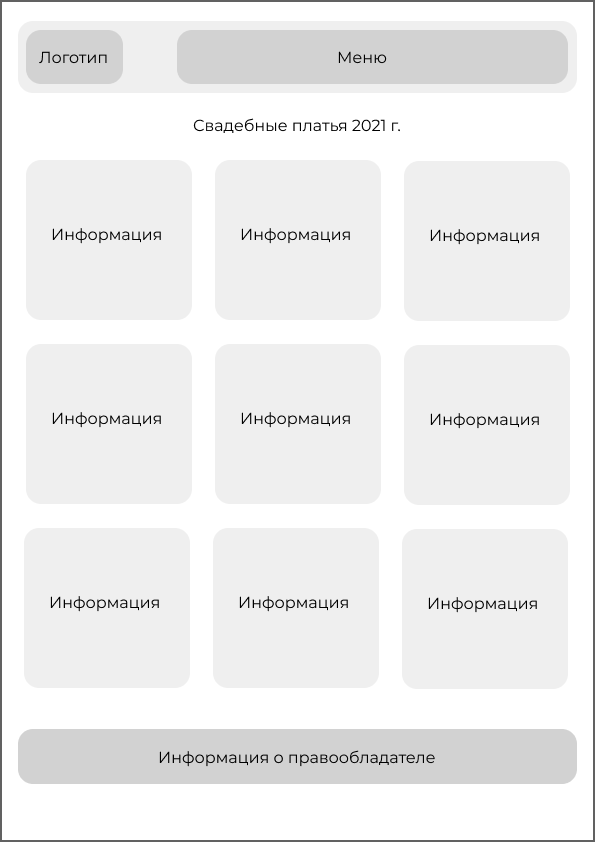 Логотип
Меню
Свадебные платья 2021 г.
Информация
Информация
Информация
Информация
Информация
Информация
Информация
Информация
Информация
Информация о правообладателе